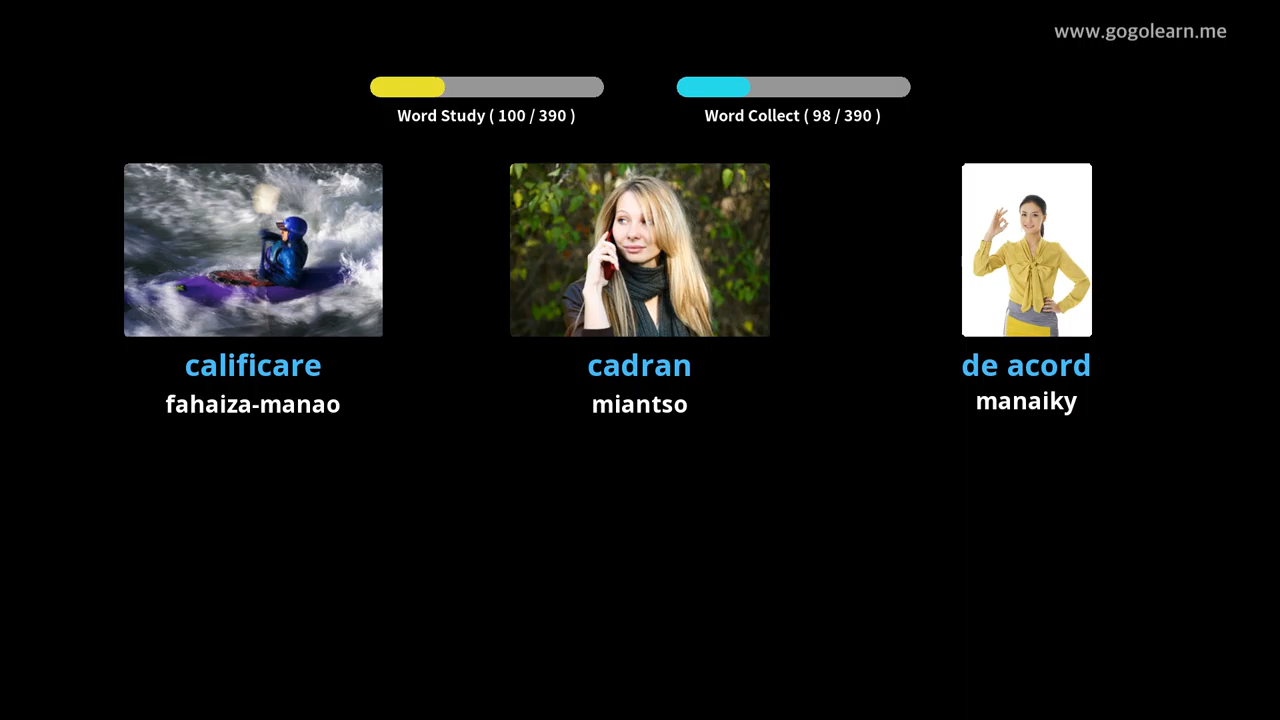 www.gogolearn.me
Word Study ( 100 / 390 )
Word Collect ( 98 / 390 )
calificare
fahaiza-manao
cadran
miantso
de acord
manaiky